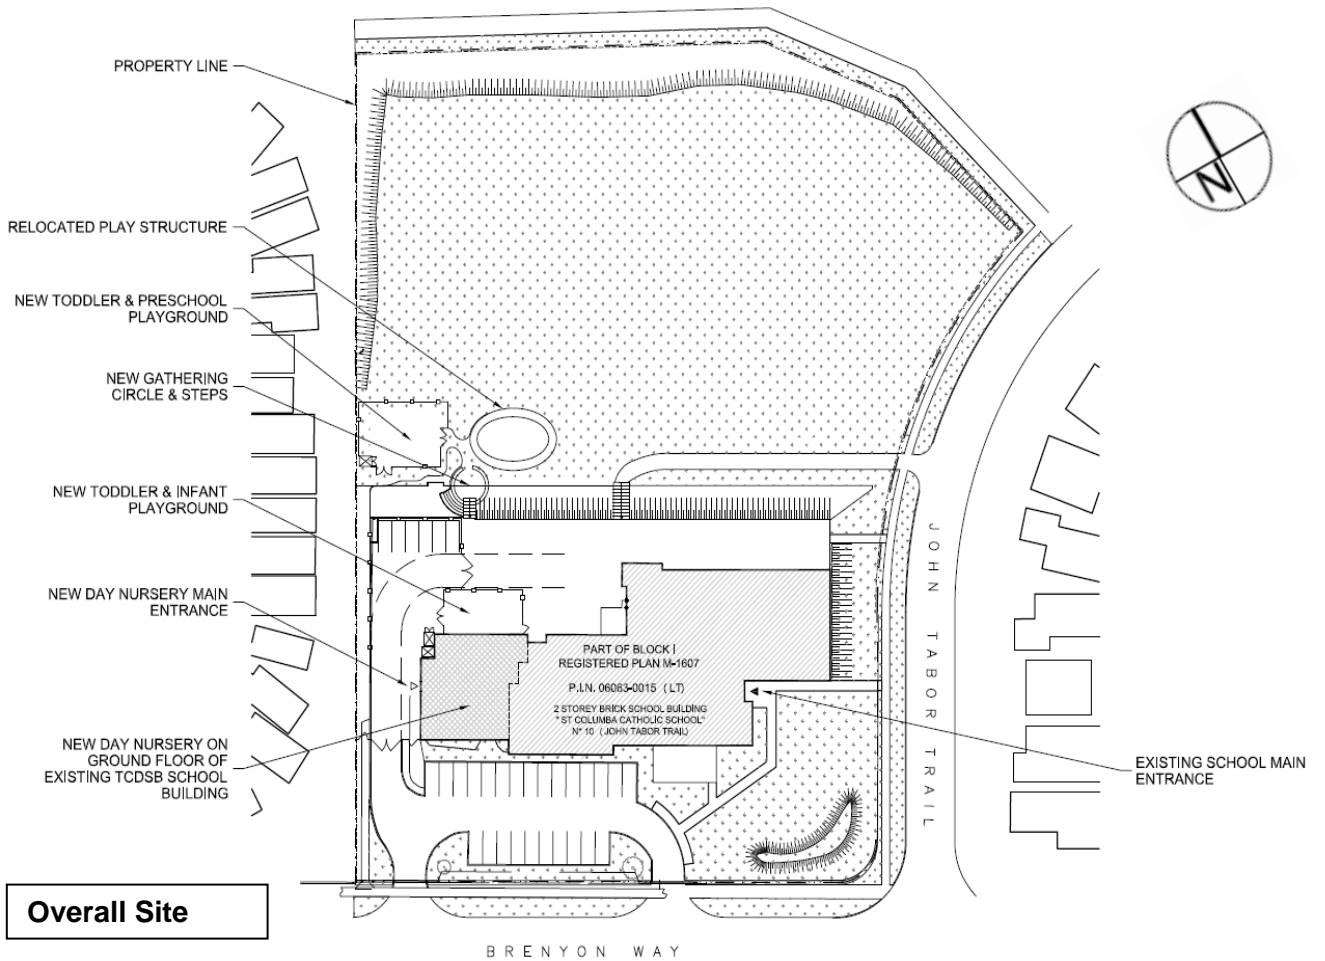 PROPERTY LINE
N
RELOCATED PLAY STRUCTURE
NEW TODDLER & PRESCHOOL
PLAYGROUND
NEW GATHERING
CIRCLE & STEPS
NEW TODDLER & INFANT
PLAYGROUND
NEW DAY NURSERY MAIN
ENTRANCE
NEW DAY NURSERY ON
GROUND FLOOR OF
EXISTING TCDSB SCHOOL
BUILDING
PART OF BLOCK I
REGISTERED PLAN M-1607
P.I.N. 06063-0015 (LT)
2 STOREY BRICK SCHOOL BUILDING
"ST COLUMBA CATHOLIC SCHOOL"
N° 10 (JOHN TABOR TRAIL)
JOHN TABOR TRAIL
EXISTING SCHOOL MAIN
ENTRANCE
Overall Site
BRENYON WAY